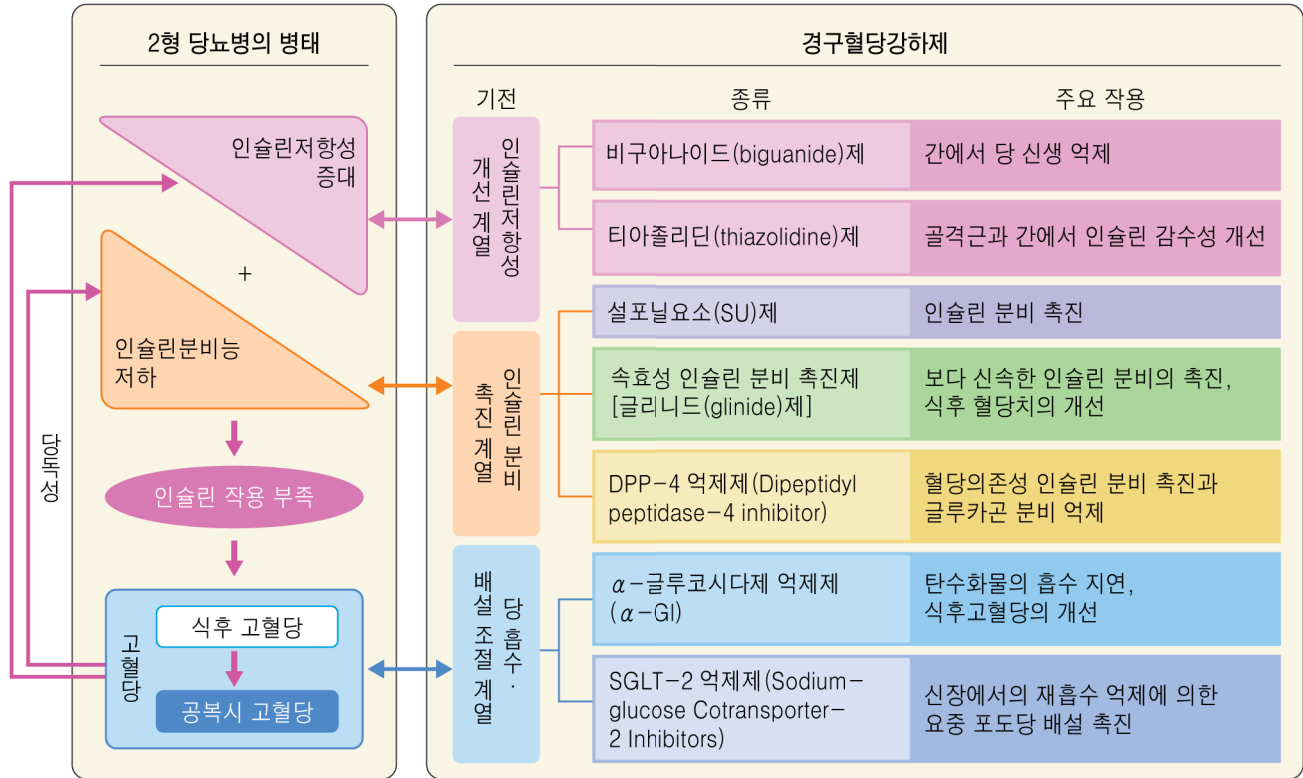 2형 당뇨병의 병태
인슐린저항성
증대
+
인슐린분비능
저하
인슐린 작용 부족
당독성
고혈당
식후 고혈당
공복시 고혈당
경구혈당강하제
기전
종류
주요 작용
인슐린저항성
개선 계열
비구아나이드(biguanide)제
간에서 당 신생 억제
티아졸리딘(thiazolidine)제
골격근과 간에서 인슐린 감수성 개선
인슐린 분비
촉진 계열
설포닐요소(SU)제
인슐린 분비 촉진
속효성 인슐린 분비 촉진제
[글리니드(glinide)제]
보다 신속한 인슐린 분비의 촉진,
식후 혈당치의 개선
DPP-4 억제제(Dipeptidyl
peptidase-4 inhibitor)
혈당의존성 인슐린 분비 촉진과
글루카곤 분비 억제
당 흡수·
배설 조절 계열
α-글루코시다제 억제제
(α-GI)
탄수화물의 흡수 지연,
식후고혈당의 개선
SGLT-2 억제제(Sodium-
glucose Cotransporter-
2 Inhibitors)
신장에서의 재흡수 억제에 의한
요중 포도당 배설 촉진